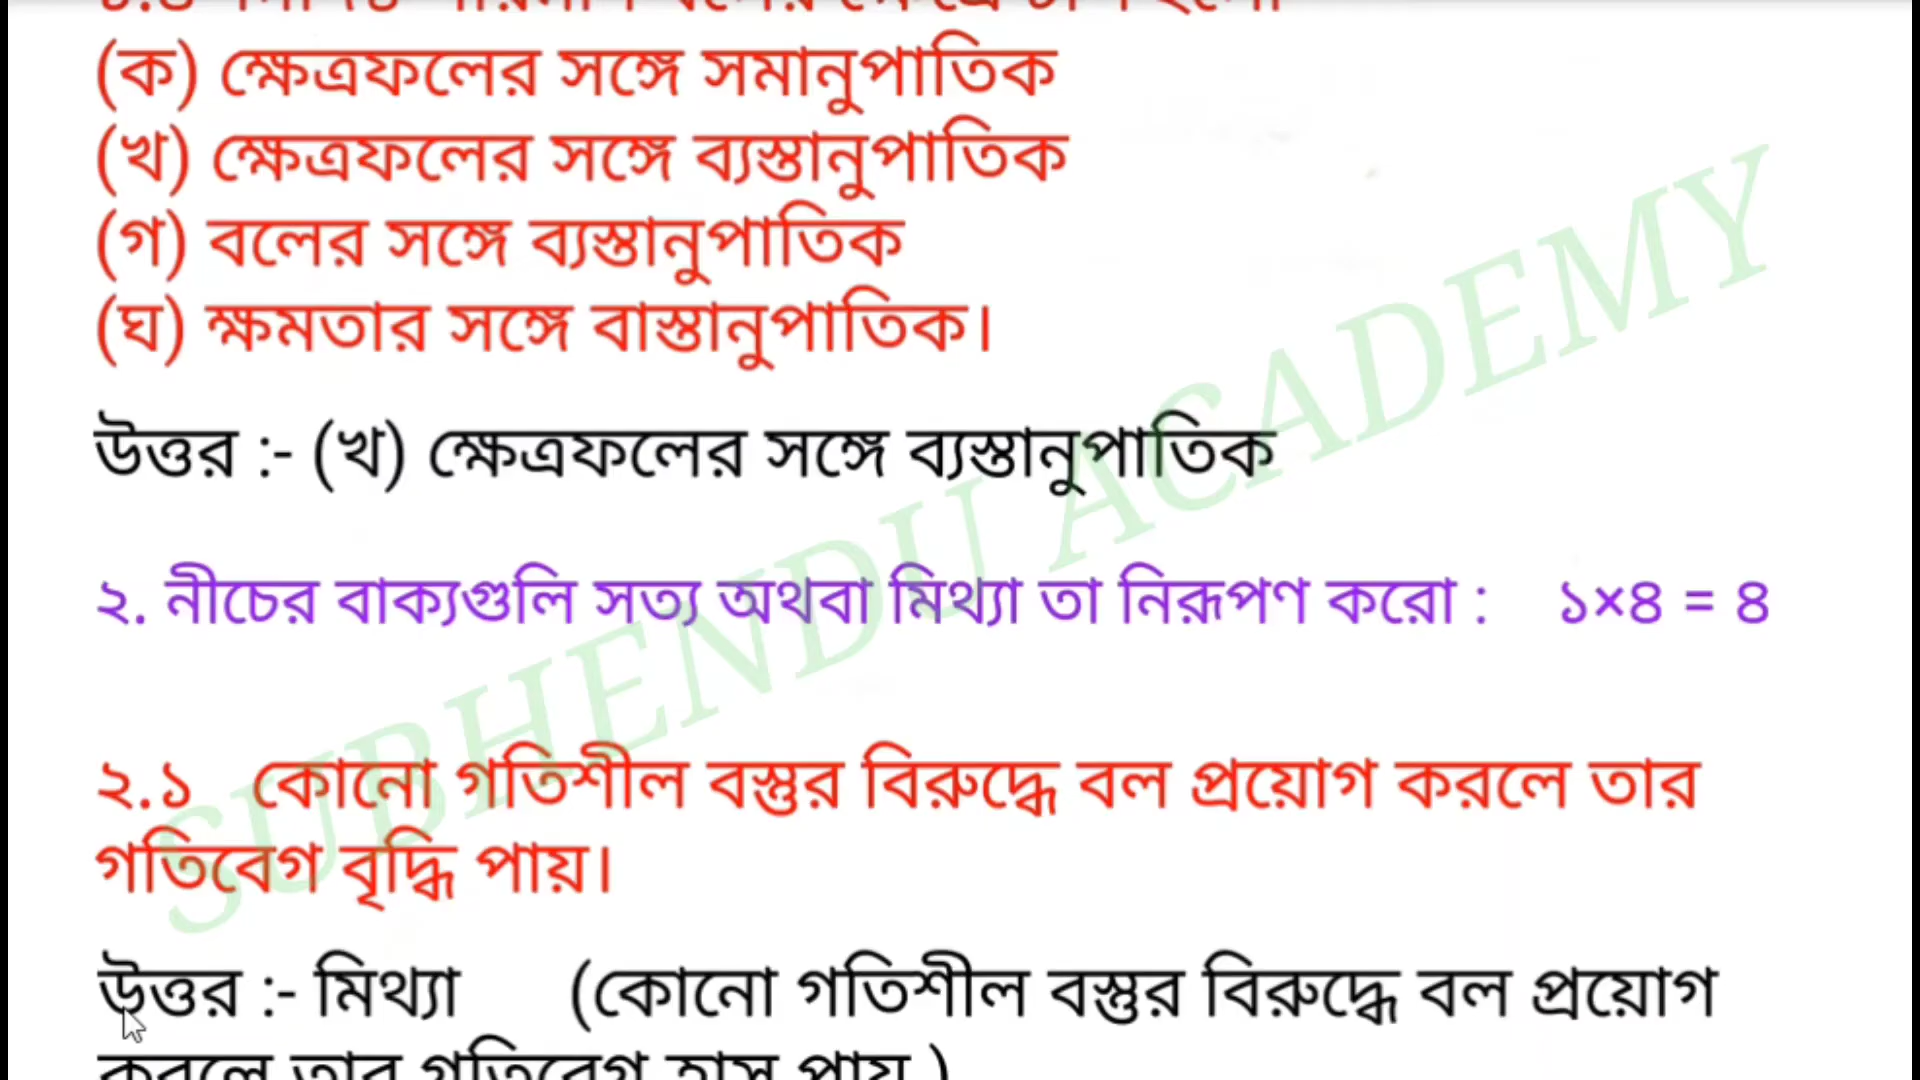 (ক) ক্ষেত্রফলের সঙ্গে সমানুপাতিক
(খ) ক্ষেত্রফলের সঙ্গে ব্যস্তানুপাতিক
(গ) বলের সঙ্গে ব্যস্তানুপাতিক
(ঘ) ক্ষমতার সঙ্গে বাস্তানুপাতিক।
উত্তর :- (খ) ক্ষেত্রফলের সঙ্গে ব্যস্তানুপাতিক
২. নীচের বাক্যগুলি সত্য অথবা মিথ্যা তা নিরূপণ করো : ১×৪ = ৪
২.১ কোনো গতিশীল বস্তুর বিরুদ্ধে বল প্রয়োগ করলে তার
গতিবেগ বৃদ্ধি পায়।
উত্তর :- মিথ্যা (কোনো গতিশীল বস্তুর বিরুদ্ধে বল প্রয়োগ
করলে তার গতিবেগ হ্রাস পায়.)
SUBHENDU ACADEMY